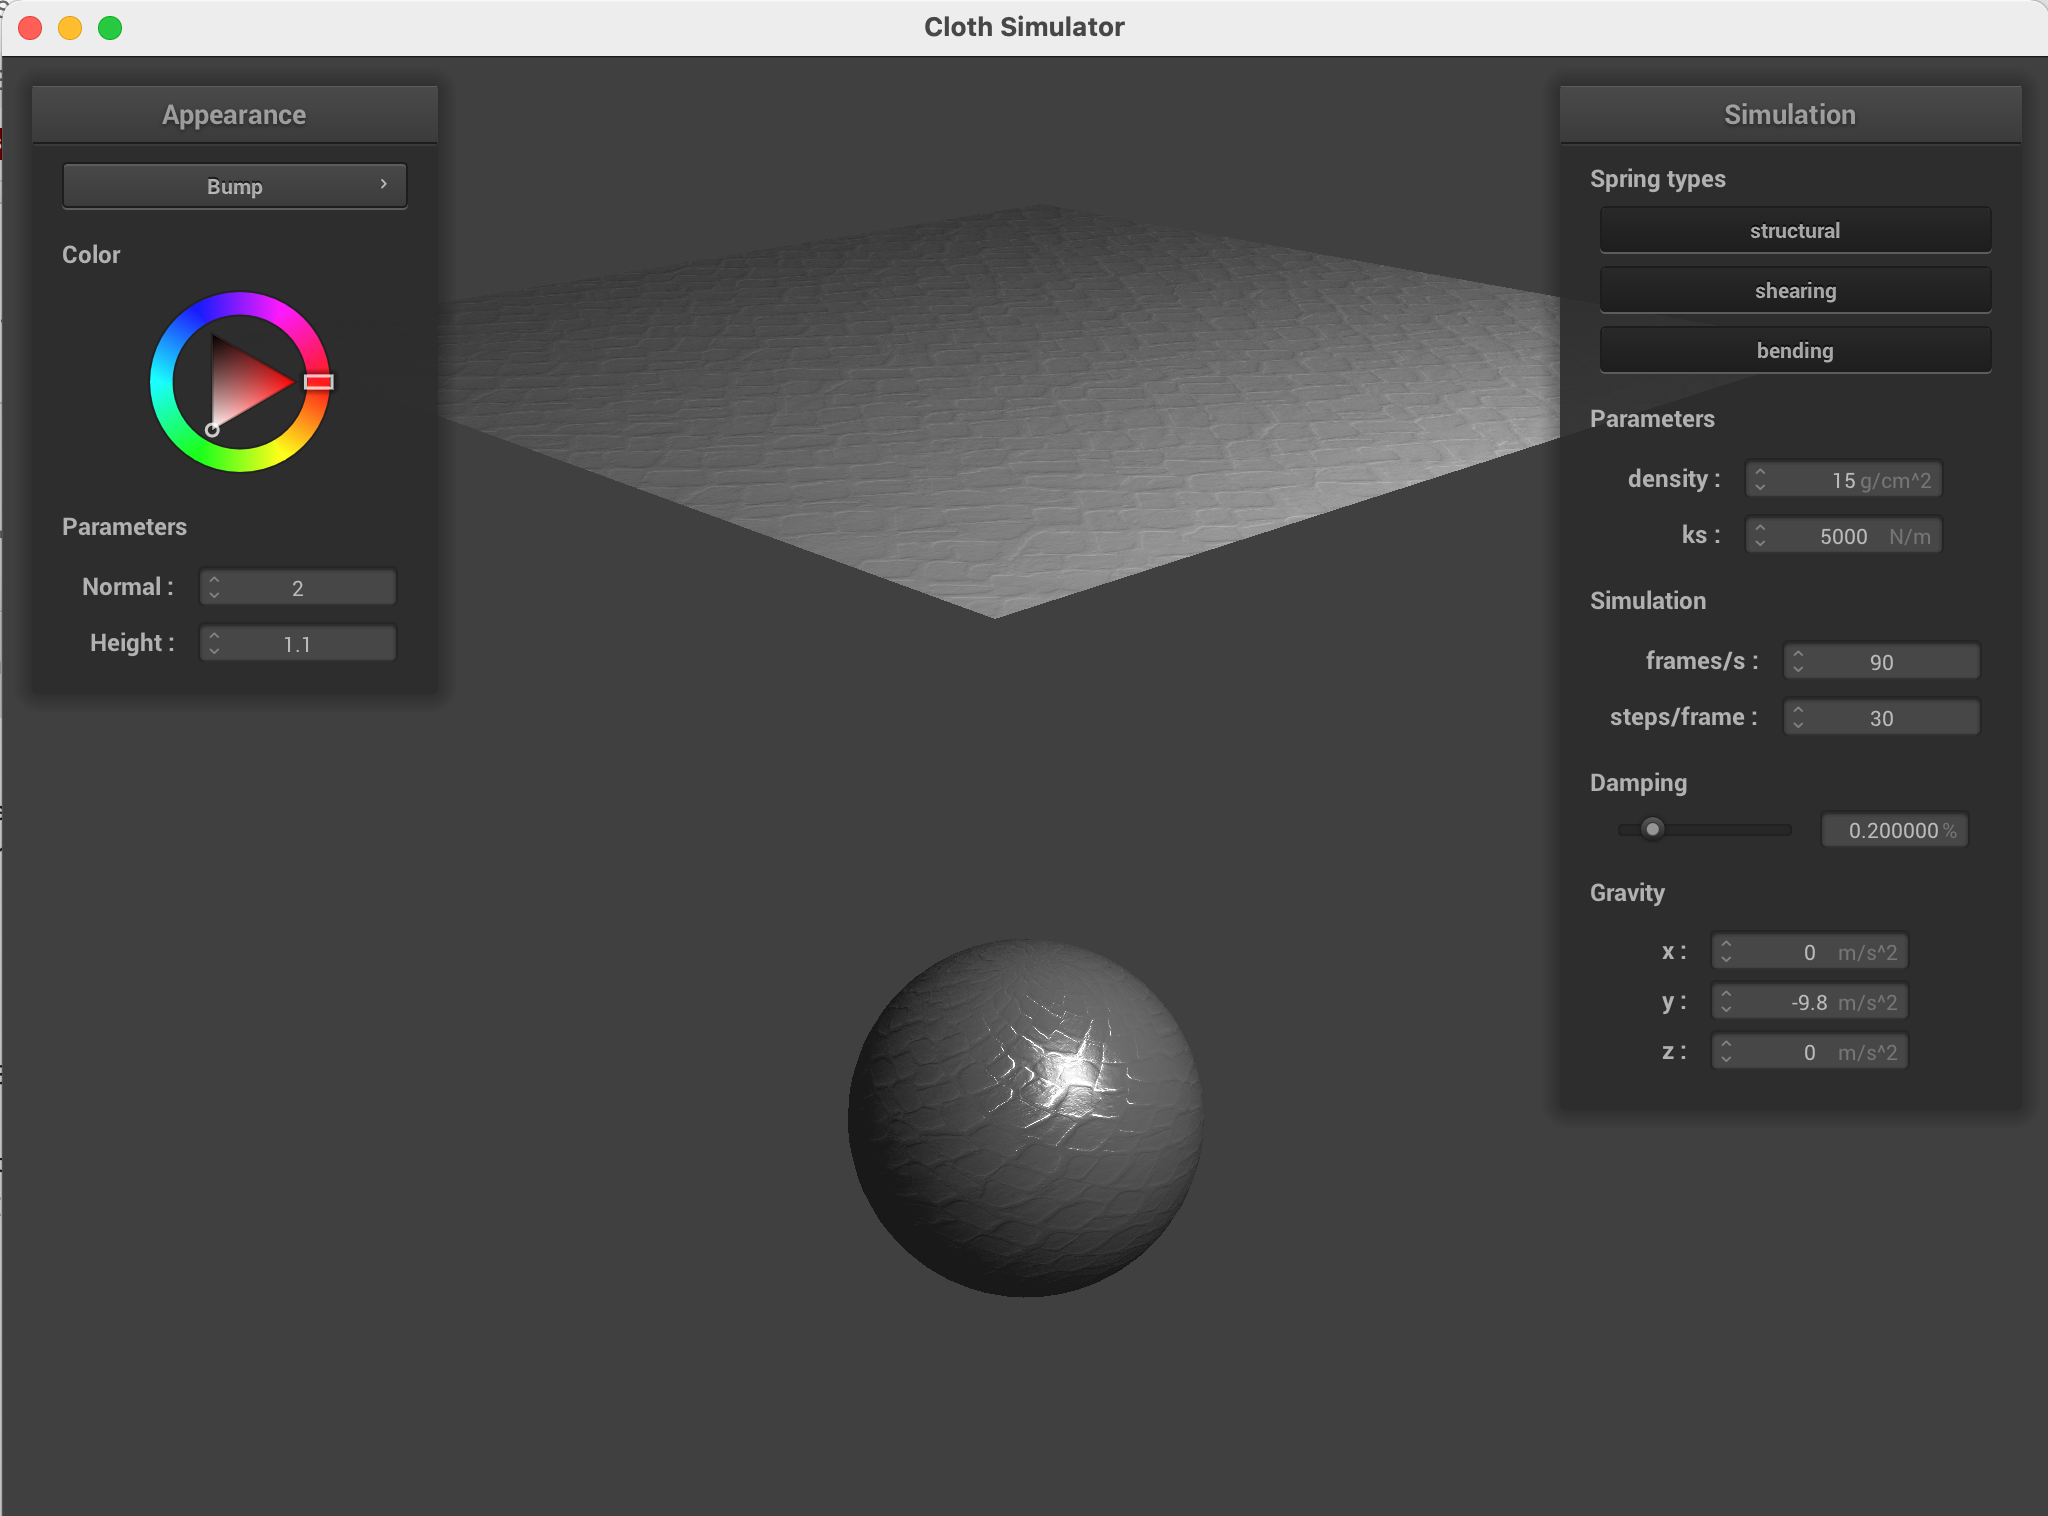 Cloth Simulator
Appearance
Bump
Color
Parameters
Normal : 2
Height : 1.1
Simulation
Spring types
structural
shearing
bending
Parameters
density : 15 g/cm^2
ks : 5000 N/m
Simulation
frames/s : 90
steps/frame : 30
Damping
0.200000 %
Gravity
x : 0 m/s^2
y : -9.8 m/s^2
z : 0 m/s^2